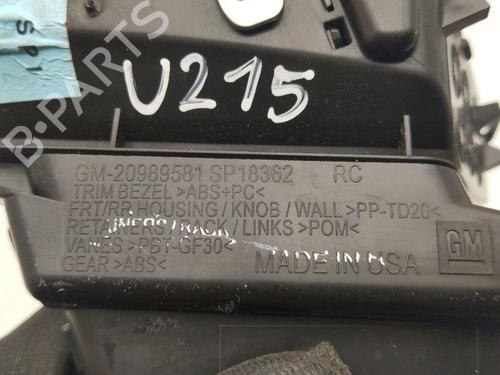 SP1
U215
GM-20989581 SP18362 RC
TRIM BEZEL >ABS+PC<
FRT/RR HOUSING / KNOB / WALL >PP-TD20<
RETAINERS / RACK / LINKS >POM<
VANES >PBT-GF30<
GEAR >ABS<
MADE IN USA
GM
B-PARTS